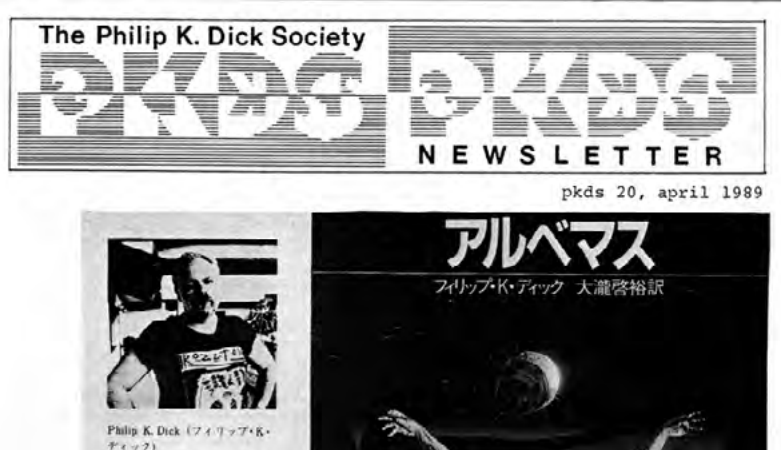 The Philip K. Dick Society
PKDS PKDS
NEWSLETTER
pkds 20, april 1989
アルベマス
フィリップ・K・ディック 大瀧啓裕訳
Philip K. Dick (フィリップ・K・
ディック)